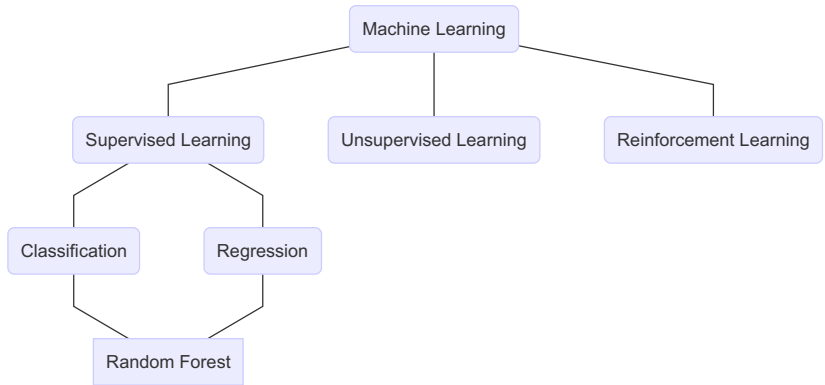 Machine Learning
Supervised Learning
Unsupervised Learning
Reinforcement Learning
Classification
Regression
Random Forest